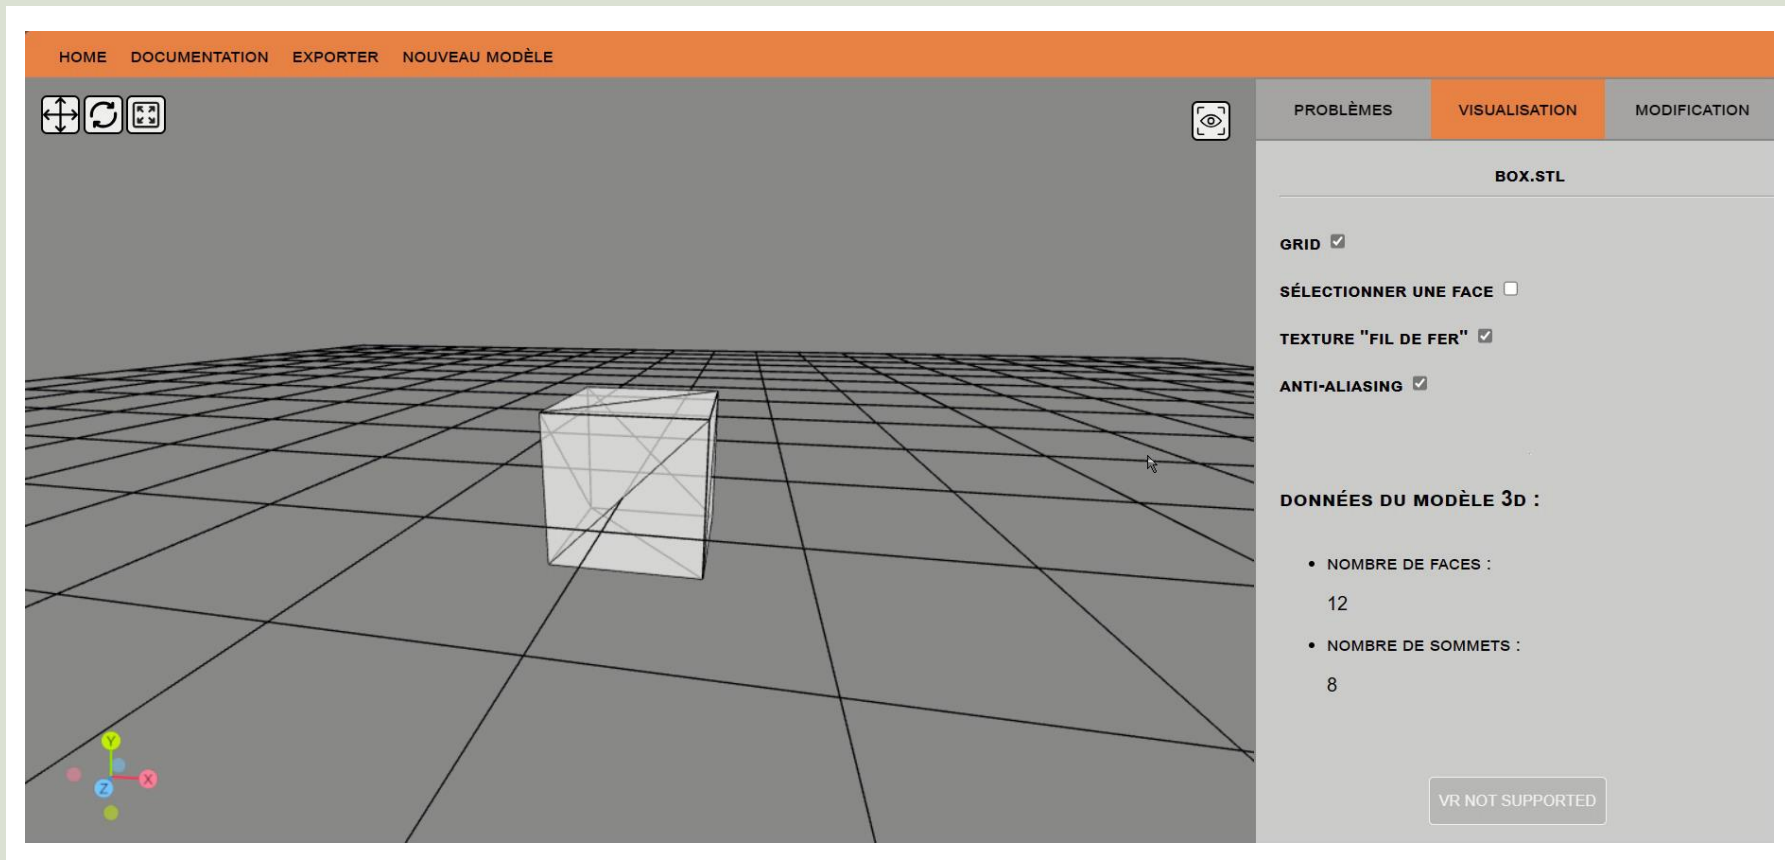 HOME DOCUMENTATION EXPORTER NOUVEAU MODÈLE
PROBLÈMES VISUALISATION MODIFICATION
BOX.STL
GRID
SÉLECTIONNER UNE FACE
TEXTURE "FIL DE FER"
ANTI-ALIASING
DONNÉES DU MODÈLE 3D :
• NOMBRE DE FACES :
12
• NOMBRE DE SOMMETS :
8
Y
X
Z
VR NOT SUPPORTED